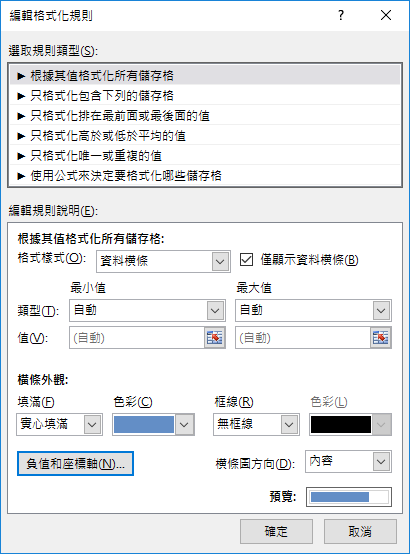 編輯格式化規則
選取規則類型(S):
► 根據其值格式化所有儲存格
► 只格式化包含下列的儲存格
► 只格式化排在最前面或最後面的值
► 只格式化高於或低於平均的值
► 只格式化唯一或重複的值
► 使用公式來決定要格式化哪些儲存格
編輯規則說明(E):
根據其值格式化所有儲存格:
格式樣式(O): 資料橫條 僅顯示資料橫條(B)
最小值 最大值
類型(T): 自動 自動
值(V): (自動) (自動)
橫條外觀:
填滿(F) 色彩(C) 框線(R) 色彩(L)
實心填滿 無框線
負值和座標軸(N)... 橫條圖方向(D): 內容
預覽:
確定 取消